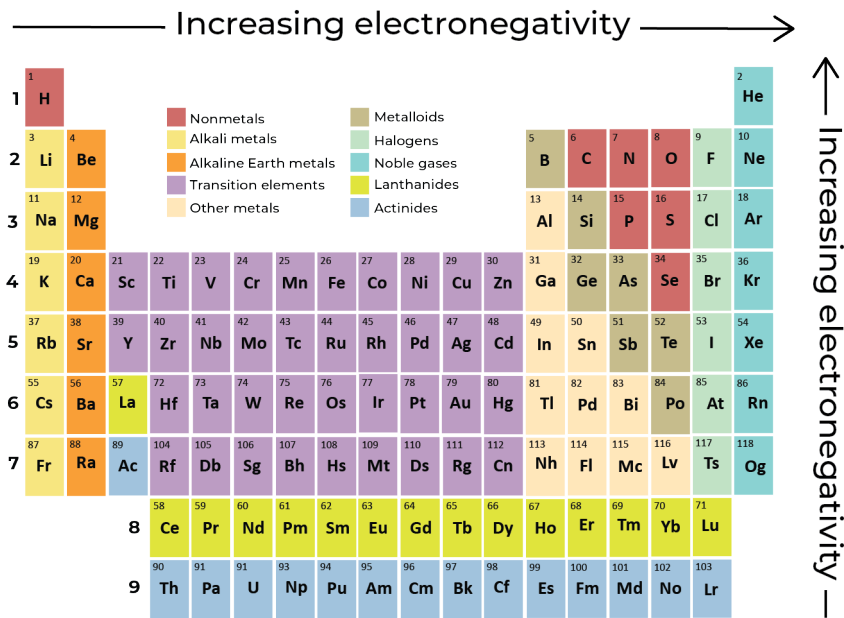 Increasing electronegativity
1 2
1 H He
Nonmetals Metalloids
Alkali metals Halogens
Alkaline Earth metals Noble gases
Transition elements Lanthanides
Other metals Actinides
3 4 5 6 7 8 9 10
2 Li Be B C N O F Ne
11 12 13 14 15 16 17 18
3 Na Mg Al Si P S Cl Ar
19 20 21 22 23 24 25 26 27 28 29 30 31 32 33 34 35 36
4 K Ca Sc Ti V Cr Mn Fe Co Ni Cu Zn Ga Ge As Se Br Kr
37 38 39 40 41 42 43 44 45 46 47 48 49 50 51 52 53 54
5 Rb Sr Y Zr Nb Mo Tc Ru Rh Pd Ag Cd In Sn Sb Te I Xe
55 56 57 72 73 74 75 76 77 78 79 80 81 82 83 84 85 86
6 Cs Ba La Hf Ta W Re Os Ir Pt Au Hg Tl Pd Bi Po At Rn
87 88 89 104 105 106 107 108 109 110 111 112 113 114 115 116 117 118
7 Fr Ra Ac Rf Db Sg Bh Hs Mt Ds Rg Cn Nh Fl Mc Lv Ts Og
58 59 60 61 62 63 64 65 66 67 68 69 70 71
8 Ce Pr Nd Pm Sm Eu Gd Tb Dy Ho Er Tm Yb Lu
90 91 91 93 94 95 96 97 98 99 100 101 102 103
9 Th Pa U Np Pu Am Cm Bk Cf Es Fm Md No Lr
Increasing electronegativity